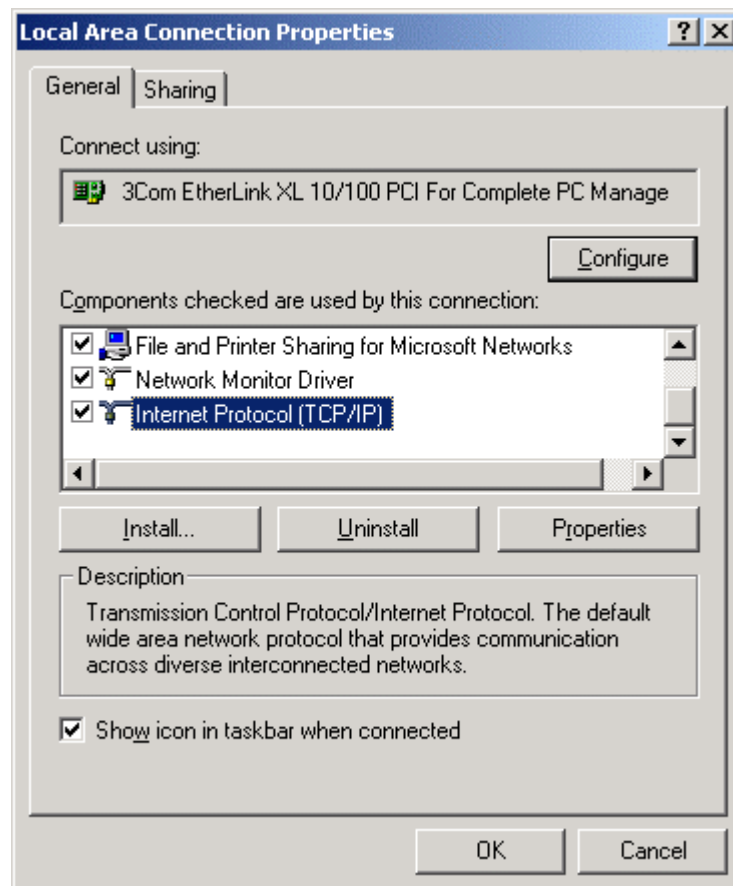 Local Area Connection Properties
General
Sharing
Connect using:
3Com EtherLink XL 10/100 PCI For Complete PC Manage
Configure
Components checked are used by this connection:
File and Printer Sharing for Microsoft Networks
Network Monitor Driver
Internet Protocol (TCP/IP)
Install...
Uninstall
Properties
Description
Transmission Control Protocol/Internet Protocol. The default
wide area network protocol that provides communication
across diverse interconnected networks.
Show icon in taskbar when connected
OK
Cancel